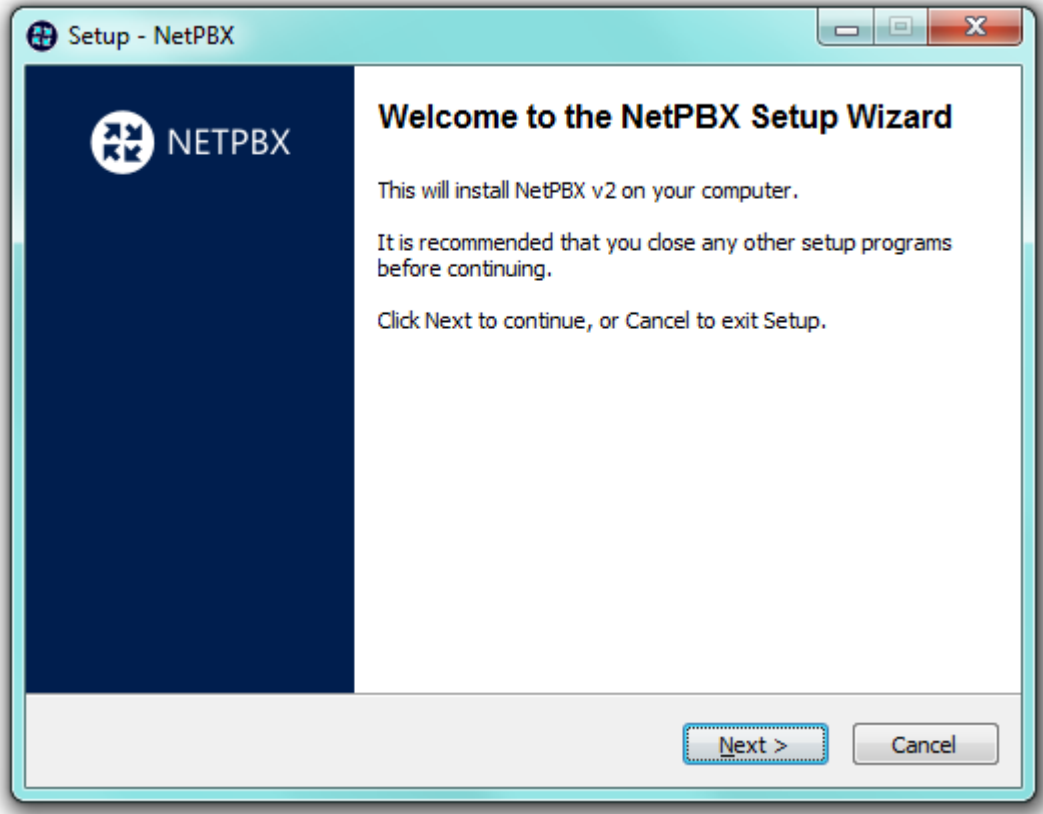 Setup - NetPBX
NETPBX
Welcome to the NetPBX Setup Wizard
This will install NetPBX v2 on your computer.
It is recommended that you close any other setup programs
before continuing.
Click Next to continue, or Cancel to exit Setup.
Next >
Cancel